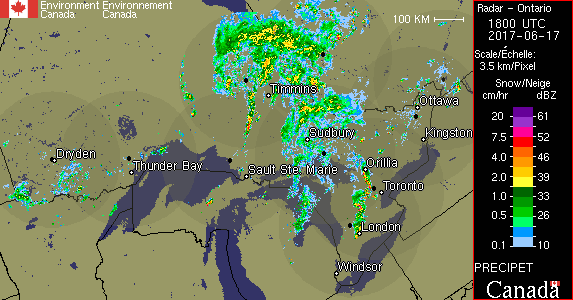 Environment Environnement
Canada Canada
100 KM
Timmins
Ottawa
Sudbury
Kingston
Dryden
Thunder Bay
Sault Ste. Marie
Orillia
Toronto
London
Windsor
Radar - Ontario
1800 UTC
2017-06-17
Scale/Échelle:
3.5 km/Pixel
Snow/Neige
cm/hr dBZ
20 61
7.5 52
4.0 46
2.0 39
1.0 33
0.5 26
0.1 10
PRECIPET
Canada